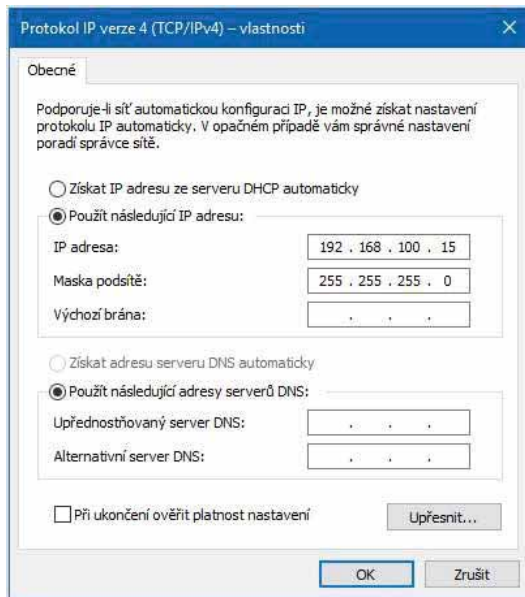 Protokol IP verze 4 (TCP/IPv4) – vlastnosti
Obecné
Podporuje-li síť automatickou konfiguraci IP, je možné získat nastavení
protokolu IP automaticky. V opačném případě vám správné nastavení
poradí správce sítě.
Získat IP adresu ze serveru DHCP automaticky
Použít následující IP adresu:
IP adresa: 192 . 168 . 100 . 15
Maska podsítě: 255 . 255 . 255 . 0
Výchozí brána: . . .
Získat adresu serveru DNS automaticky
Použít následující adresy serverů DNS:
Upřednostňovaný server DNS: . . .
Alternativní server DNS: . . .
Při ukončení ověřit platnost nastavení
Upřesnit...
OK Zrušit